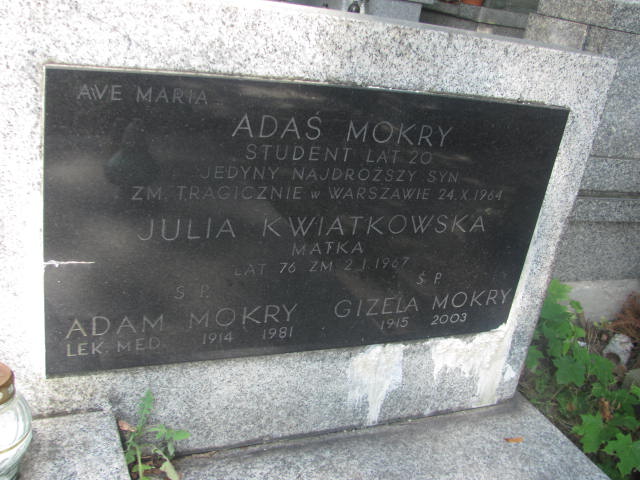 AVE MARIA
ADAŚ MOKRY
STUDENT LAT 20
JEDYNY NAJDROŻSZY SYN
ZM. TRAGICZNIE W WARSZAWIE 24.X.1964
JULIA KWIATKOWSKA
MATKA
LAT 76 ZM 2.I.1967
Ś.P.
ADAM MOKRY
LEK. MED. 1914 1981
Ś.P.
GIZELA MOKRY
1915 2003